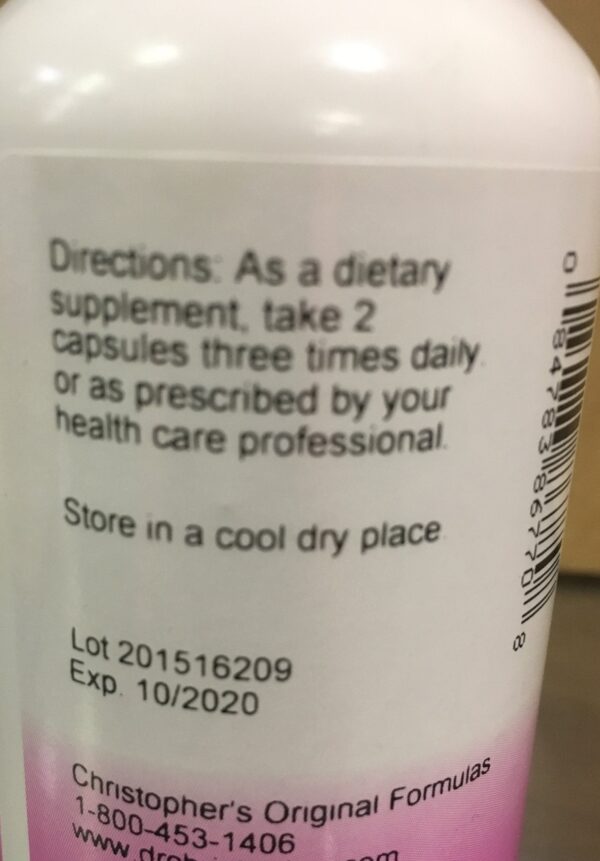 Directions: As a dietary
supplement, take 2
capsules three times daily
or as prescribed by your
health care professional.
Store in a cool dry place
Lot 201516209
Exp. 10/2020
Christopher's Original Formulas
1-800-453-1406
0 84783 86770 8